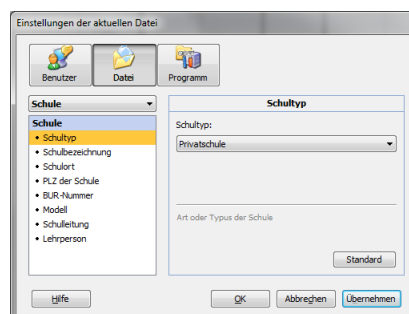 Einstellungen der aktuellen Datei
Benutzer
Datei
Programm
Schule
Schule
• Schultyp
• Schulbezeichnung
• Schulort
• PLZ der Schule
• BUR-Nummer
• Modell
• Schulleitung
• Lehrperson
Schultyp
Schultyp:
Privatschule
Art oder Typus der Schule
Standard
Hilfe
OK
Abbrechen
Übernehmen